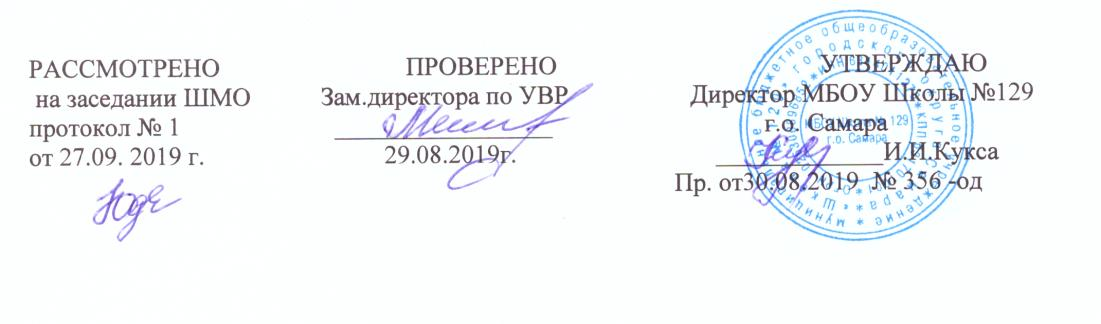 РАССМОТРЕНО
на заседании ШМО
протокол № 1
от 27.09. 2019 г.
ПРОВЕРЕНО
Зам.директора по УВР
29.08.2019г.
УТВЕРЖДАЮ
Директор МБОУ Школы №129
г.о. Самара
И.И.Кукса
Пр. от30.08.2019 № 356 -од
г.о. Самара